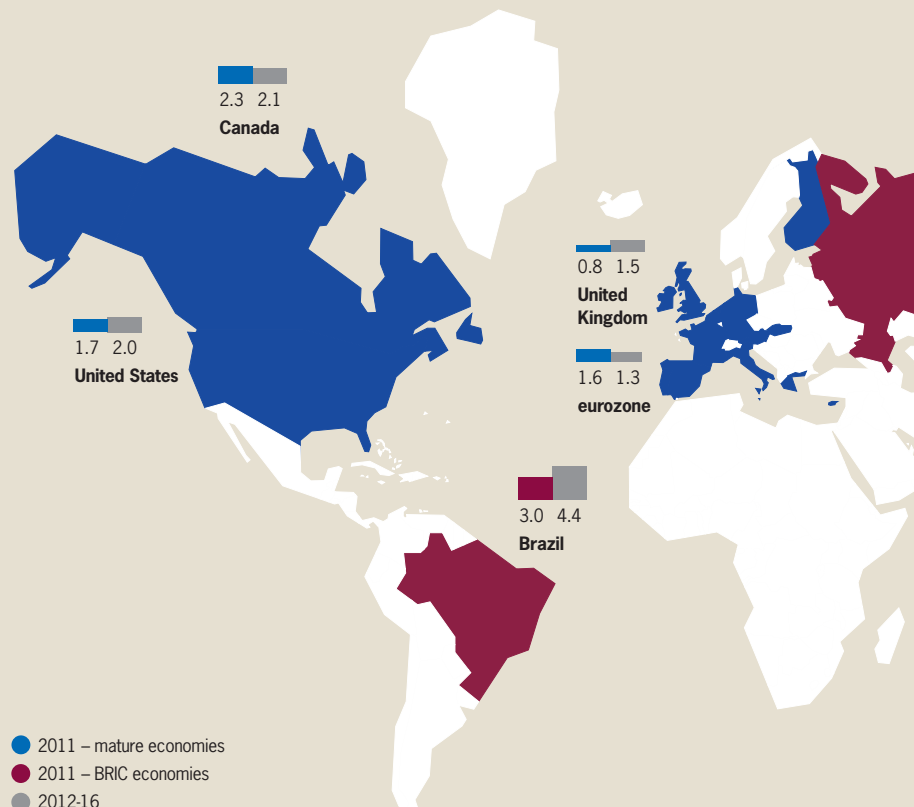 2.3 2.1
Canada
0.8 1.5
United
Kingdom
1.7 2.0
United States
1.6 1.3
eurozone
3.0 4.4
Brazil
2011 – mature economies
2011 – BRIC economies
2012-16